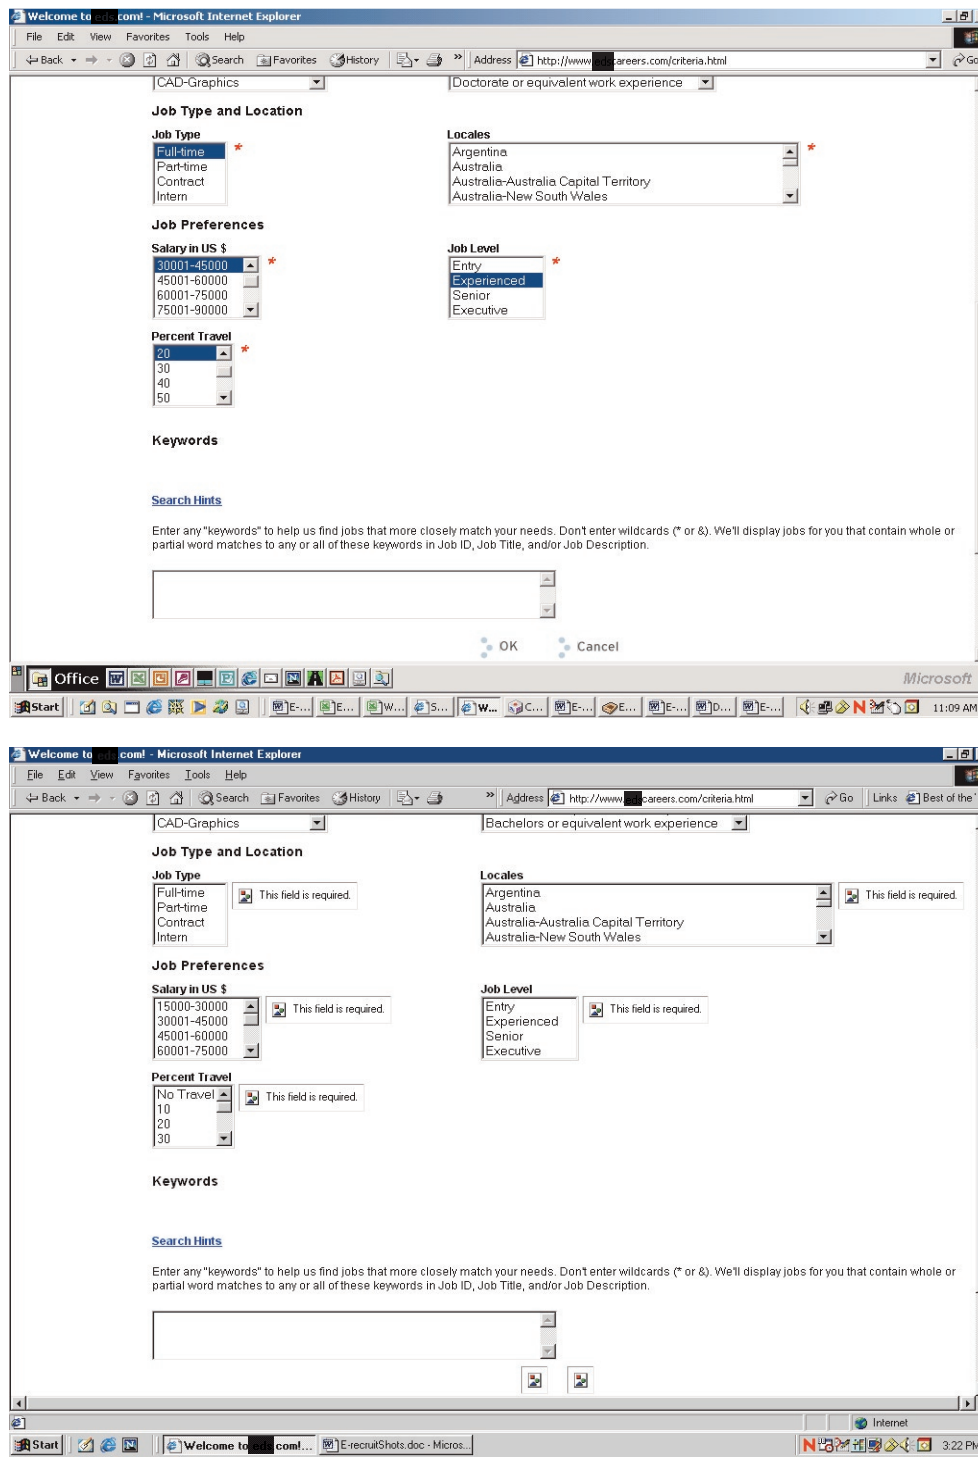 Welcome to eds.com! - Microsoft Internet Explorer
File Edit View Favorites Tools Help
Back Search Favorites History » Address http://www.edscareers.com/criteria.html Go
CAD-Graphics Doctorate or equivalent work experience
Job Type and Location
Job Type Locales
Full-time * Argentina *
Part-time Australia
Contract Australia-Australia Capital Territory
Intern Australia-New South Wales
Job Preferences
Salary in US $ Job Level
30001-45000 * Entry *
45001-60000 Experienced
60001-75000 Senior
75001-90000 Executive
Percent Travel
20 *
30
40
50
Keywords
Search Hints
Enter any "keywords" to help us find jobs that more closely match your needs. Don't enter wildcards (* or &). We'll display jobs for you that contain whole or
partial word matches to any or all of these keywords in Job ID, Job Title, and/or Job Description.
OK Cancel
Office Microsoft
Start E-... E... W... S... W... C... E-... E... E-... D... E-... 11:09 AM
Welcome to eds.com! - Microsoft Internet Explorer
File Edit View Favorites Tools Help
Back Search Favorites History » Address http://www.edscareers.com/criteria.html Go Links Best of the
CAD-Graphics Bachelors or equivalent work experience
Job Type and Location
Job Type Locales
Full-time This field is required. Argentina This field is required.
Part-time Australia
Contract Australia-Australia Capital Territory
Intern Australia-New South Wales
Job Preferences
Salary in US $ Job Level
15000-30000 This field is required. Entry This field is required.
30001-45000 Experienced
45001-60000 Senior
60001-75000 Executive
Percent Travel
No Travel This field is required.
10
20
30
Keywords
Search Hints
Enter any "keywords" to help us find jobs that more closely match your needs. Don't enter wildcards (* or &). We'll display jobs for you that contain whole or
partial word matches to any or all of these keywords in Job ID, Job Title, and/or Job Description.
Internet
Start Welcome to eds.com!... E-recruitShots.doc - Micros... 3:22 PM